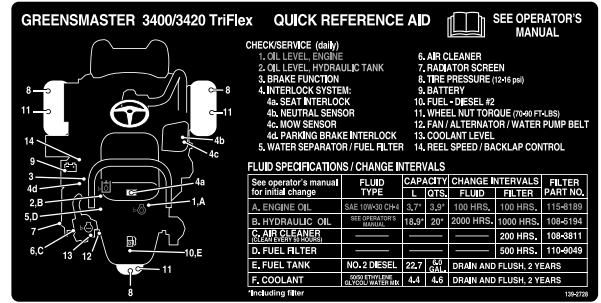 GREENSMASTER 3400/3420 TriFlex QUICK REFERENCE AID SEE OPERATOR'S MANUAL
CHECK/SERVICE (daily)
1. OIL LEVEL, ENGINE
2. OIL LEVEL, HYDRAULIC TANK
3. BRAKE FUNCTION
4. INTERLOCK SYSTEM:
4a. SEAT INTERLOCK
4b. NEUTRAL SENSOR
4c. MOW SENSOR
4d. PARKING BRAKE INTERLOCK
5. WATER SEPARATOR / FUEL FILTER
6. AIR CLEANER
7. RADIATOR SCREEN
8. TIRE PRESSURE (12-16 psi)
9. BATTERY
10. FUEL - DIESEL #2
11. WHEEL NUT TORQUE (70-90 FT-LBS)
12. FAN / ALTERNATOR / WATER PUMP BELT
13. COOLANT LEVEL
14. REEL SPEED / BACKLAP CONTROL
8
11
8
11
14
9
3
4d
2,B
5,D
7
6,C
13
12
8
11
10,E
1,A
4a
4b
4c
FLUID SPECIFICATIONS / CHANGE INTERVALS
See operator's manual for initial change FLUID TYPE CAPACITY CHANGE INTERVALS FILTER PART NO.
L QTS. FLUID FILTER
A. ENGINE OIL SAE 10W-30 CH-4 3.7* 3.9* 100 HRS. 100 HRS. 115-8189
B. HYDRAULIC OIL SEE OPERATOR'S MANUAL 18.9* 20* 2000 HRS. 1000 HRS. 108-5194
C. AIR CLEANER (CLEAN EVERY 50 HOURS) 200 HRS. 108-3811
D. FUEL FILTER 500 HRS. 110-9049
E. FUEL TANK NO. 2 DIESEL 22.7 6.0 GAL. DRAIN AND FLUSH, 2 YEARS
F. COOLANT 50/50 ETHYLENE GLYCOL/ WATER MIX 4.4 4.6 DRAIN AND FLUSH, 2 YEARS
*Including filter
139-2728